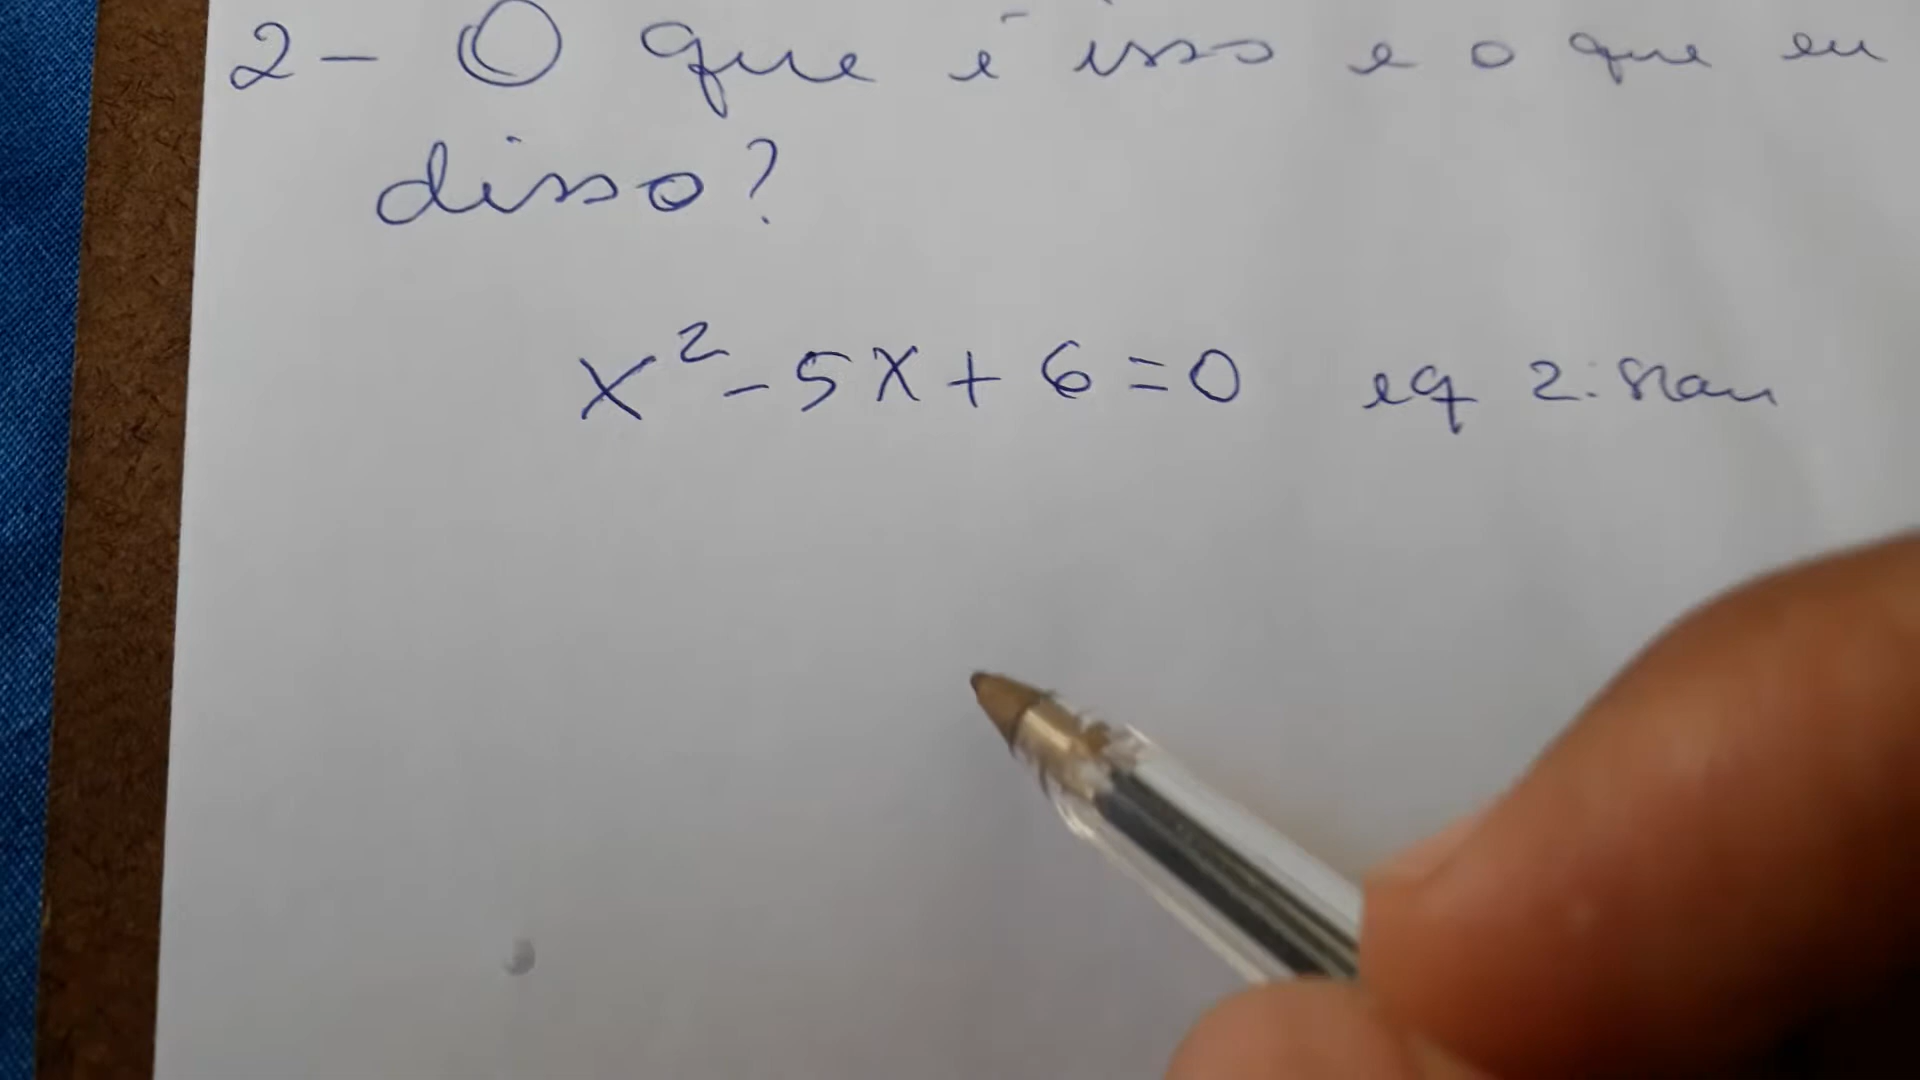 2 - O que é isso e o que eu
disso?
x² - 5x + 6 = 0 eq 2: grau